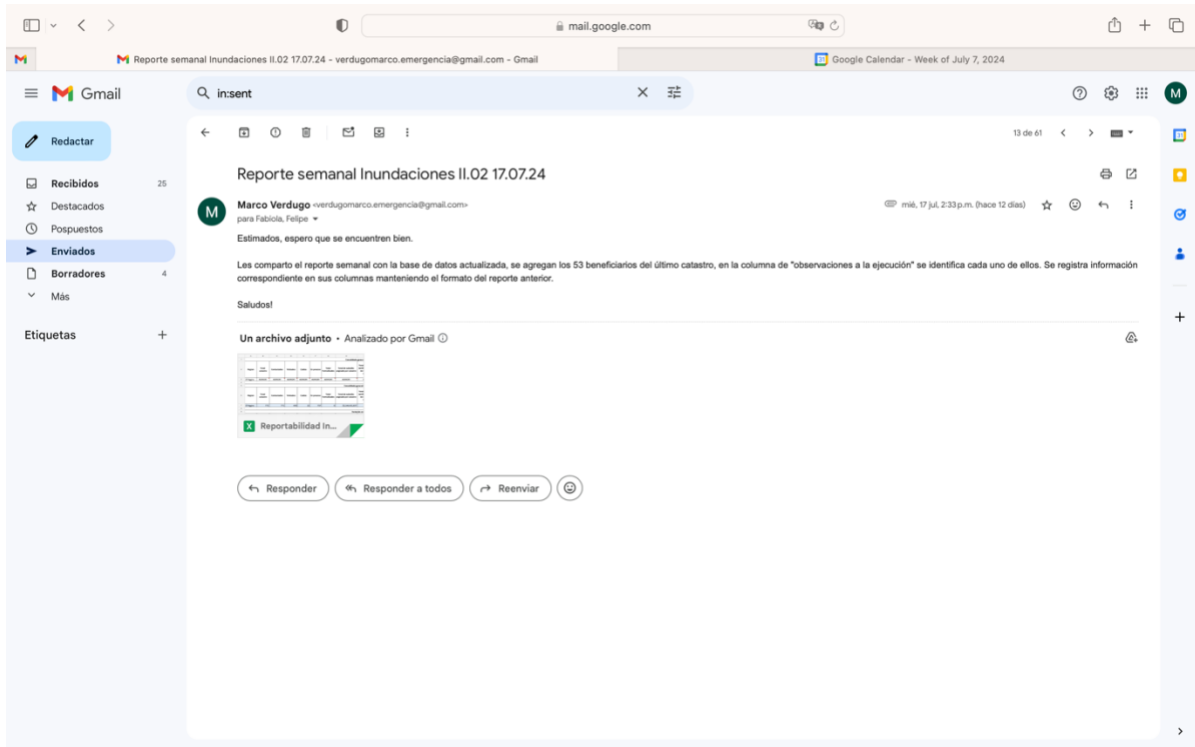 mail.google.com
Reporte semanal Inundaciones II.02 17.07.24 - verdugomarco.emergencia@gmail.com - Gmail
Google Calendar - Week of July 7, 2024
Gmail
in:sent
M
Redactar
13 de 61
Recibidos 25
Destacados
Pospuestos
Enviados
Borradores 4
Más
Etiquetas
Reporte semanal Inundaciones II.02 17.07.24
M
Marco Verdugo <verdugomarco.emergencia@gmail.com>
mié, 17 jul, 2:33 p.m. (hace 12 días)
para Fabiola, Felipe
Estimados, espero que se encuentren bien.
Les comparto el reporte semanal con la base de datos actualizada, se agregan los 53 beneficiarios del último catastro, en la columna de "observaciones a la ejecución" se identifica cada uno de ellos. Se registra información
correspondiente en sus columnas manteniendo el formato del reporte anterior.
Saludos!
Un archivo adjunto • Analizado por Gmail
X Reportabilidad In...
Responder
Responder a todos
Reenviar